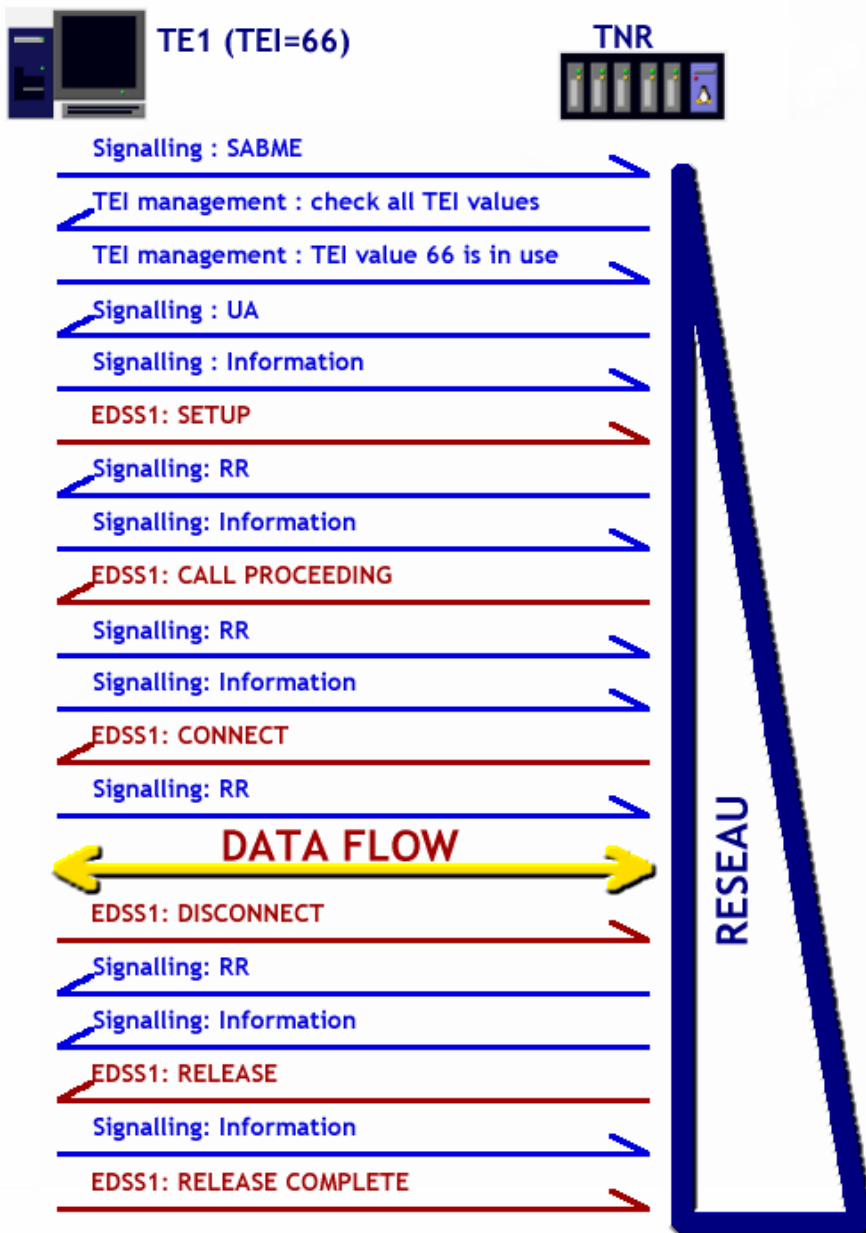 TE1 (TEI=66)
TNR
Signalling : SABME
TEI management : check all TEI values
TEI management : TEI value 66 is in use
Signalling : UA
Signalling : Information
EDSS1: SETUP
Signalling: RR
Signalling: Information
EDSS1: CALL PROCEEDING
Signalling: RR
Signalling: Information
EDSS1: CONNECT
Signalling: RR
DATA FLOW
RESEAU
EDSS1: DISCONNECT
Signalling: RR
Signalling: Information
EDSS1: RELEASE
Signalling: Information
EDSS1: RELEASE COMPLETE